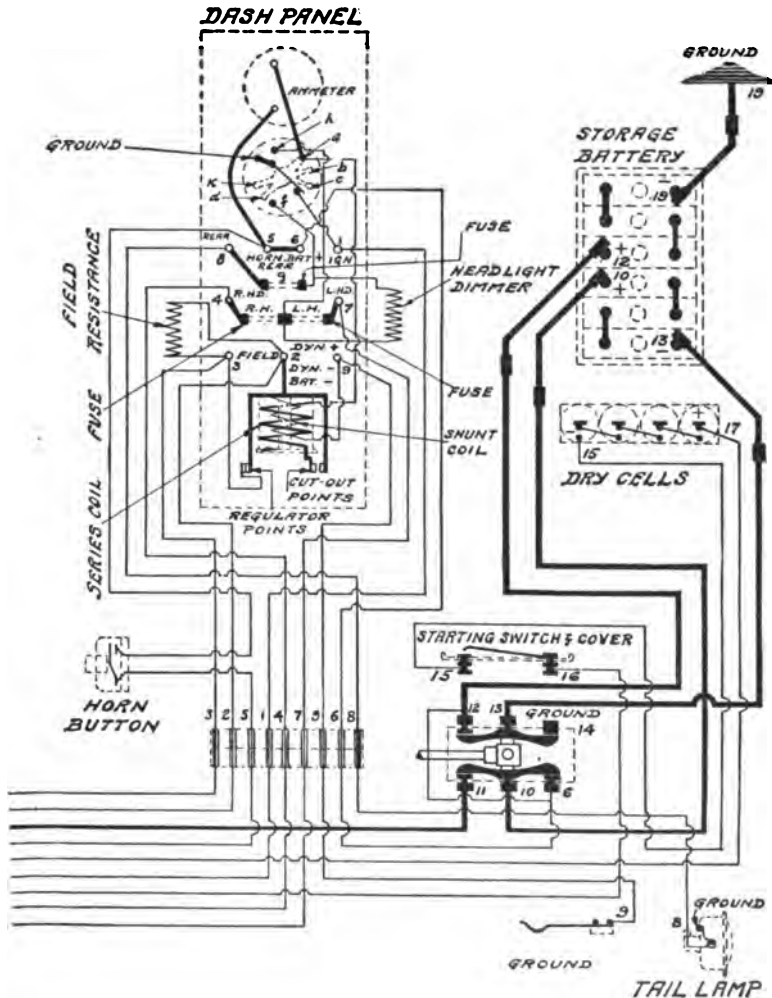 DASH PANEL
GROUND
19
AMMETER
h
a
GROUND
b
c
K
d
f
STORAGE
BATTERY
-
19
+
12
10
+
13
-
REAR
8
5
6
HORN. BAT +
REAR
1
IGN
9
FUSE
HEADLIGHT
DIMMER
4
R.HD.
L.HD.
7
R.H.
L.H.
FIELD
RESISTANCE
FUSE
3
FIELD
2
DYN. +
DYN. -
BAT. -
9
FUSE
SERIES COIL
SHUNT
COIL
CUT-OUT
POINTS
REGULATOR
POINTS
+
17
15
DRY CELLS
STARTING SWITCH & COVER
15
16
HORN
BUTTON
3 2 5 1 4 7 9 6 8
12
13
GROUND
14
11
10
6
9
GROUND
GROUND
8
TAIL LAMP